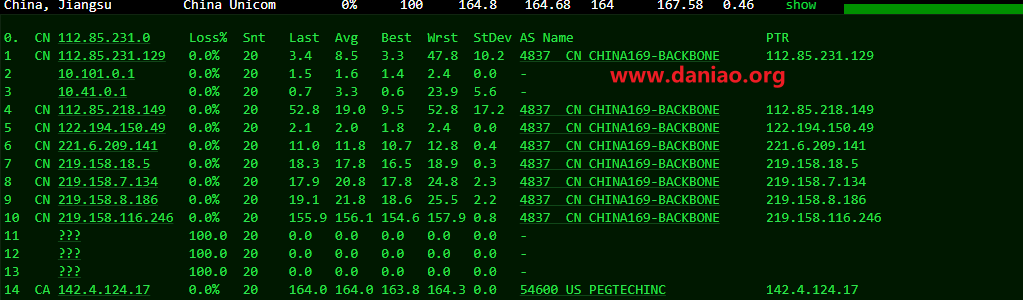 China, Jiangsu China Unicom 0% 100 164.8 164.68 164 167.58 0.46 show
0. CN 112.85.231.0 Loss% Snt Last Avg Best Wrst StDev AS Name PTR
1 CN 112.85.231.129 0.0% 20 3.4 8.5 3.3 47.8 10.2 4837 CN CHINA169-BACKBONE 112.85.231.129
2 10.101.0.1 0.0% 20 1.5 1.6 1.4 2.4 0.0 -
www.daniao.org
3 10.41.0.1 0.0% 20 0.7 3.3 0.6 23.9 5.6 -
4 CN 112.85.218.149 0.0% 20 52.8 19.0 9.5 52.8 17.2 4837 CN CHINA169-BACKBONE 112.85.218.149
5 CN 122.194.150.49 0.0% 20 2.1 2.0 1.8 2.4 0.0 4837 CN CHINA169-BACKBONE 122.194.150.49
6 CN 221.6.209.141 0.0% 20 11.0 11.8 10.7 12.8 0.4 4837 CN CHINA169-BACKBONE 221.6.209.141
7 CN 219.158.18.5 0.0% 20 18.3 17.8 16.5 18.9 0.3 4837 CN CHINA169-BACKBONE 219.158.18.5
8 CN 219.158.7.134 0.0% 20 17.9 20.8 17.8 24.8 2.3 4837 CN CHINA169-BACKBONE 219.158.7.134
9 CN 219.158.8.186 0.0% 20 19.1 21.8 18.6 25.5 2.2 4837 CN CHINA169-BACKBONE 219.158.8.186
10 CN 219.158.116.246 0.0% 20 155.9 156.1 154.6 157.9 0.8 4837 CN CHINA169-BACKBONE 219.158.116.246
11 ??? 100.0 20 0.0 0.0 0.0 0.0 0.0 -
12 ??? 100.0 20 0.0 0.0 0.0 0.0 0.0 -
13 ??? 100.0 20 0.0 0.0 0.0 0.0 0.0 -
14 CA 142.4.124.17 0.0% 20 164.0 164.0 163.8 164.3 0.0 54600 US PEGTECHINC 142.4.124.17